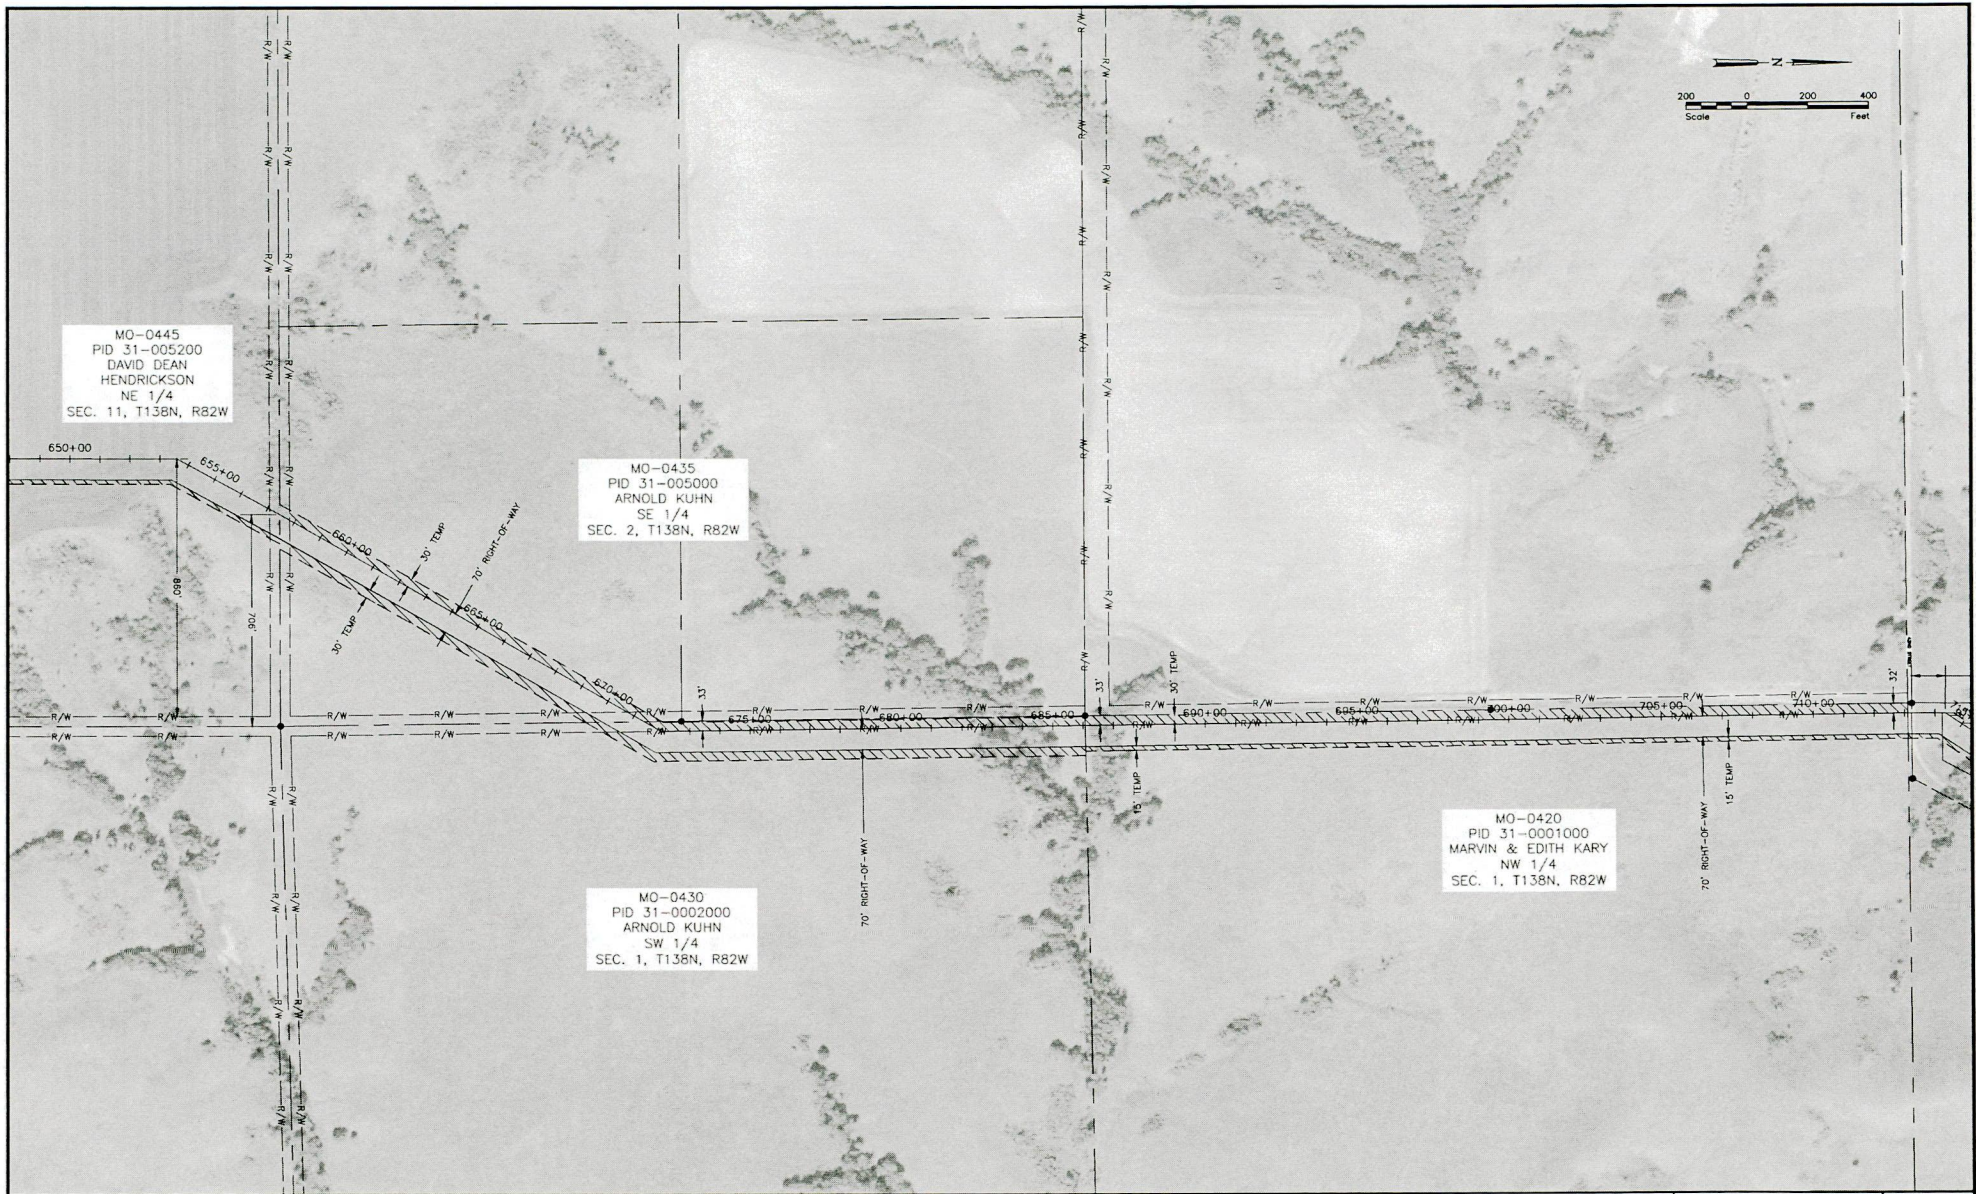 N
200 0 200 400
Scale Feet
MO-0445
PID 31-005200
DAVID DEAN
HENDRICKSON
NE 1/4
SEC. 11, T138N, R82W
650+00
655+00
660+00
665+00
670+00
675+00
680+00
685+00
690+00
695+00
700+00
705+00
710+00
MO-0435
PID 31-005000
ARNOLD KUHN
SE 1/4
SEC. 2, T138N, R82W
30' TEMP
70' RIGHT-OF-WAY
30' TEMP
860'
706'
33'
33'
30' TEMP
32'
15' TEMP
15' TEMP
70' RIGHT-OF-WAY
70' RIGHT-OF-WAY
R/W
R/W
R/W
R/W
R/W
R/W
R/W
R/W
MO-0430
PID 31-0002000
ARNOLD KUHN
SW 1/4
SEC. 1, T138N, R82W
MO-0420
PID 31-0001000
MARVIN & EDITH KARY
NW 1/4
SEC. 1, T138N, R82W